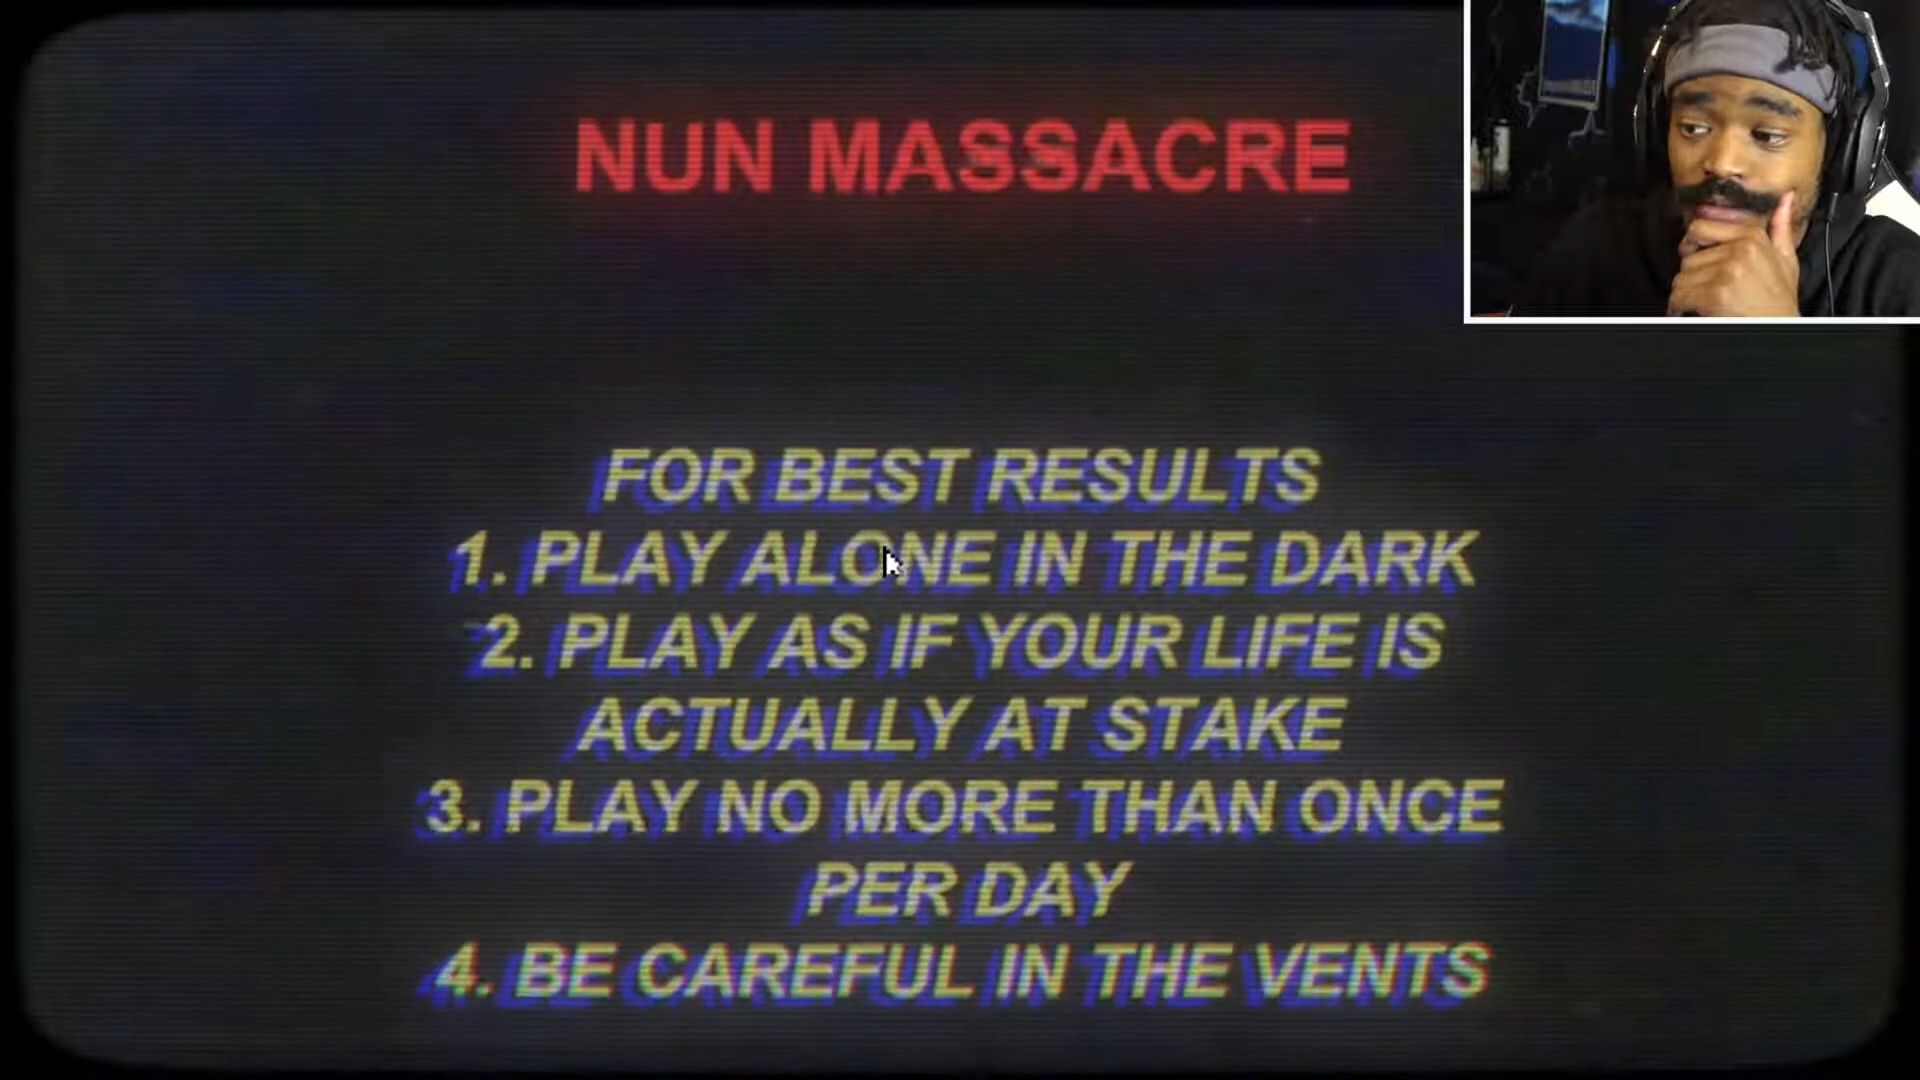 NUN MASSACRE
FOR BEST RESULTS
1. PLAY ALONE IN THE DARK
2. PLAY AS IF YOUR LIFE IS
ACTUALLY AT STAKE
3. PLAY NO MORE THAN ONCE
PER DAY
4. BE CAREFUL IN THE VENTS